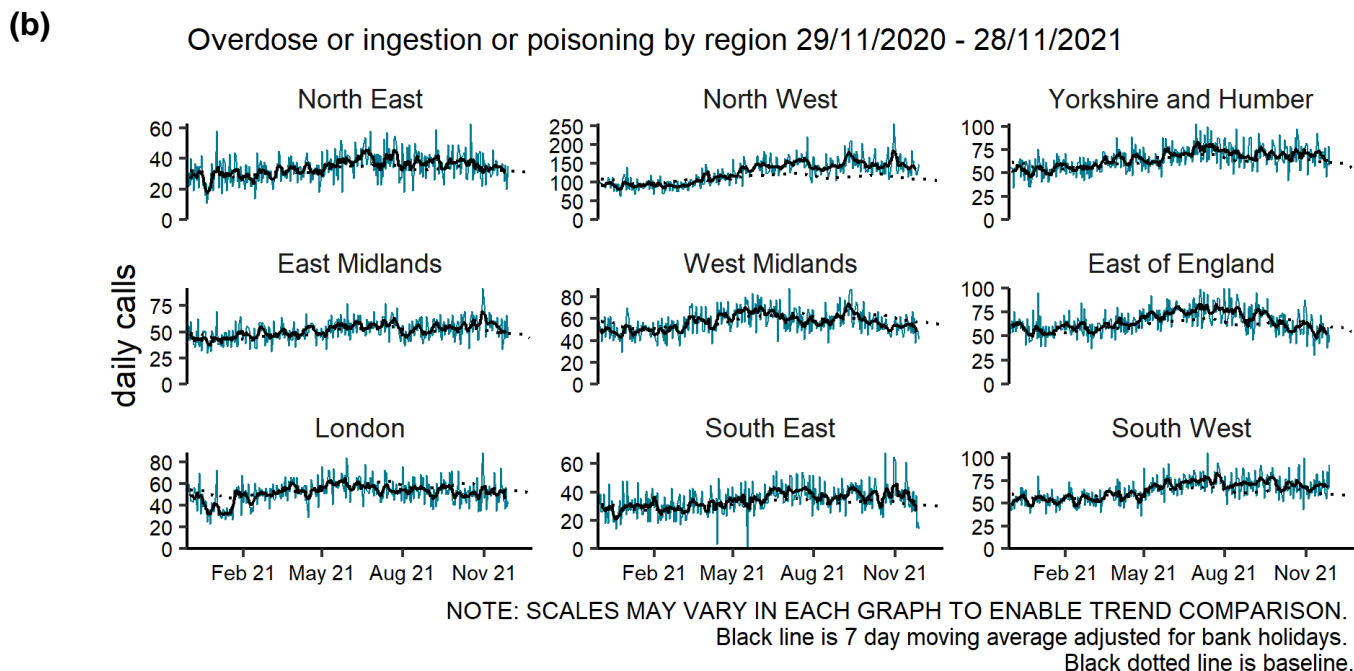 (b)
Overdose or ingestion or poisoning by region 29/11/2020 - 28/11/2021
daily calls
North East
60
40
20
0
North West
250
200
150
100
50
0
Yorkshire and Humber
100
75
50
25
0
East Midlands
75
50
25
0
West Midlands
80
60
40
20
0
East of England
100
75
50
25
0
London
80
60
40
20
0
Feb 21 May 21 Aug 21 Nov 21
South East
60
40
20
0
Feb 21 May 21 Aug 21 Nov 21
South West
100
75
50
25
0
Feb 21 May 21 Aug 21 Nov 21
NOTE: SCALES MAY VARY IN EACH GRAPH TO ENABLE TREND COMPARISON.
Black line is 7 day moving average adjusted for bank holidays.
Black dotted line is baseline.